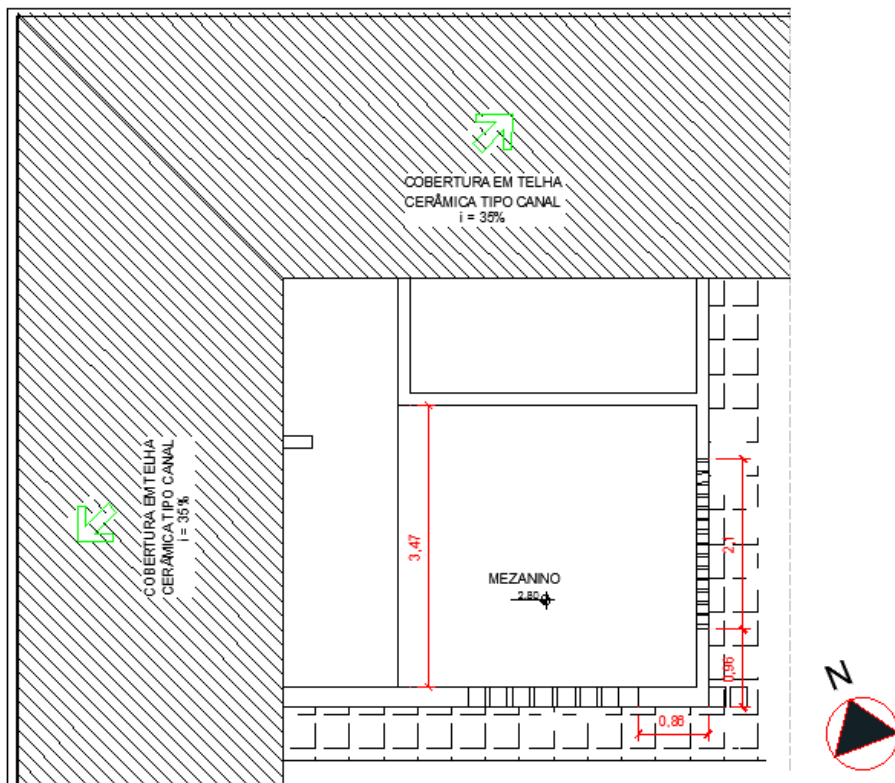 COBERTURA EM TELHA
CERÂMICA TIPO CANAL
i = 35%
COBERTURA EM TELHA
CERÂMICA TIPO CANAL
i = 35%
3,47
2,1
MEZANINO
2.80
0,96
0,86
N